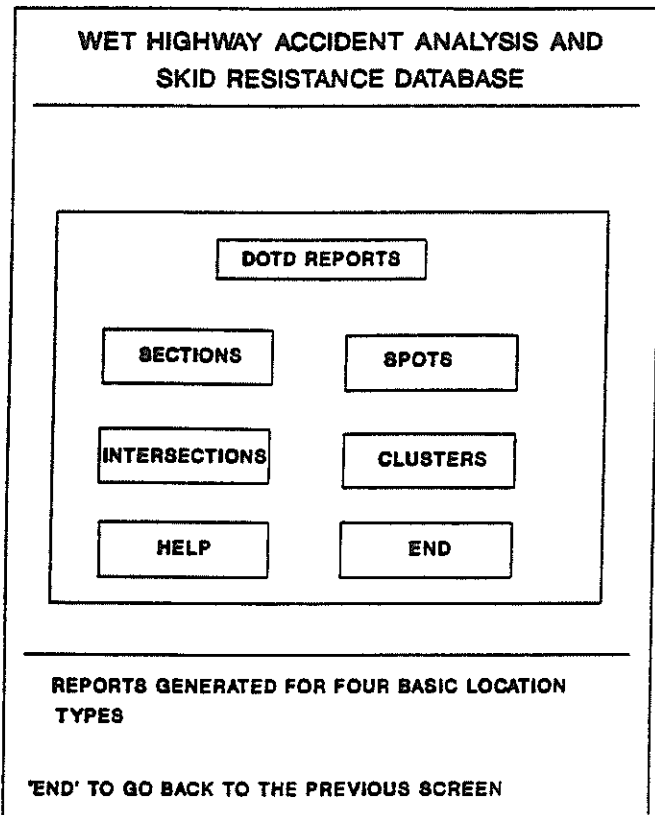 WET HIGHWAY ACCIDENT ANALYSIS AND
SKID RESISTANCE DATABASE
DOTD REPORTS
SECTIONS
SPOTS
INTERSECTIONS
CLUSTERS
HELP
END
REPORTS GENERATED FOR FOUR BASIC LOCATION
TYPES
'END' TO GO BACK TO THE PREVIOUS SCREEN